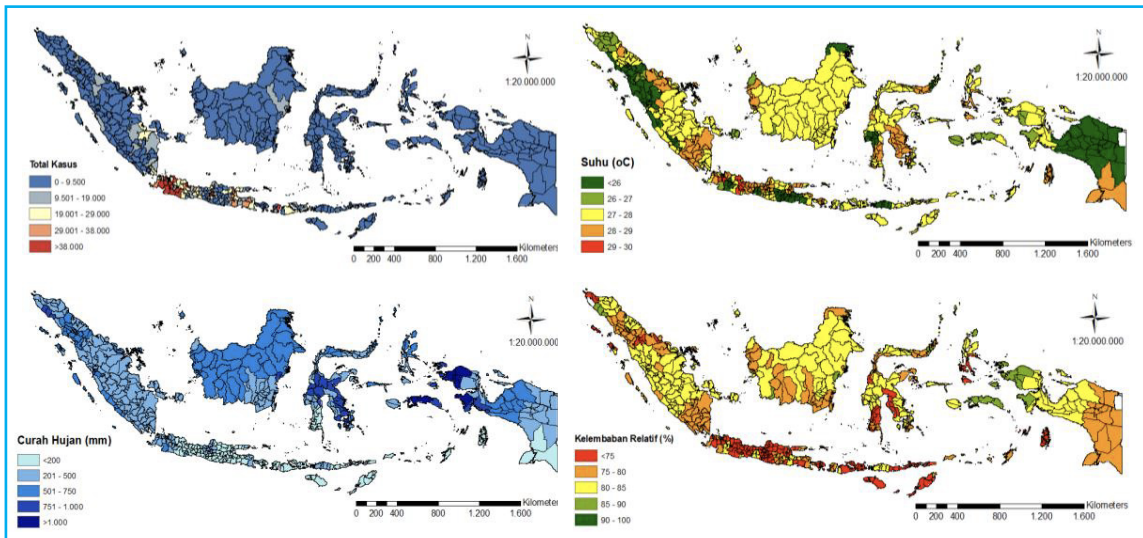 N
1:20.000.000
Total Kasus
0 - 9.500
9.501 - 19.000
19.001 - 29.000
29.001 - 38.000
>38.000
Kilometers
0 200 400 800 1.200 1.600
N
1:20.000.000
Suhu (oC)
<26
26 - 27
27 - 28
28 - 29
29 - 30
Kilometers
0 200 400 800 1.200 1.600
N
1:20.000.000
Curah Hujan (mm)
<200
201 - 500
501 - 750
751 - 1.000
>1.000
Kilometers
0 200 400 800 1.200 1.600
N
1:20.000.000
Kelembaban Relatif (%)
<75
75 - 80
80 - 85
85 - 90
90 - 100
Kilometers
0 200 400 800 1.200 1.600